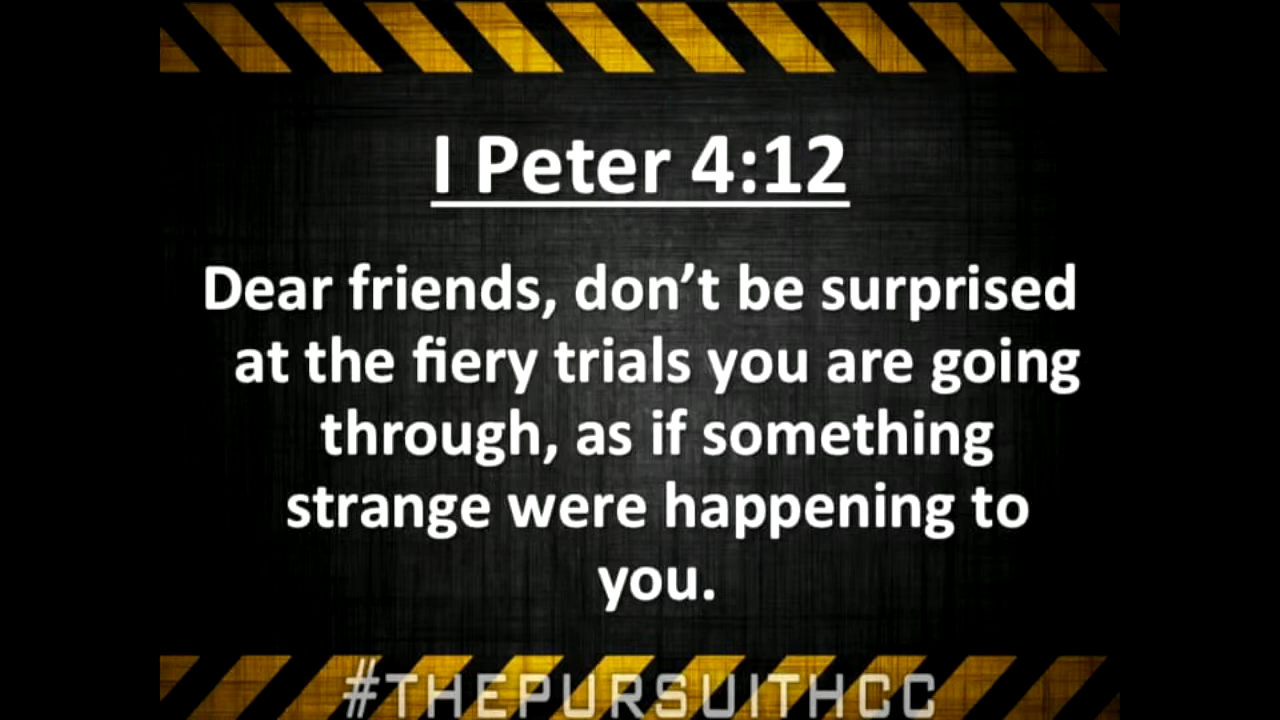 I Peter 4:12
Dear friends, don’t be surprised
at the fiery trials you are going
through, as if something
strange were happening to
you.
#THEPURSUITHCC